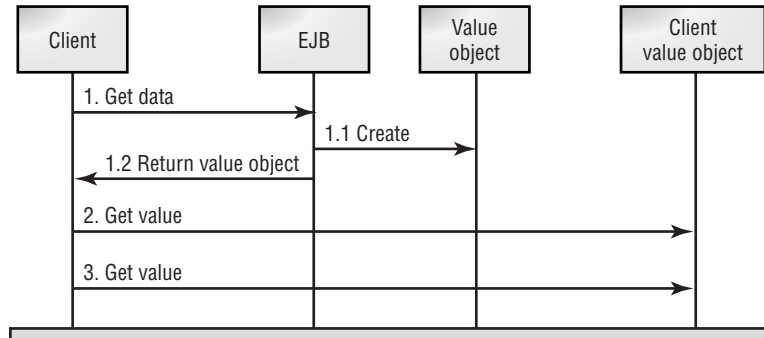 Client
EJB
Value
object
Client
value object
1. Get data
1.1 Create
1.2 Return value object
2. Get value
3. Get value